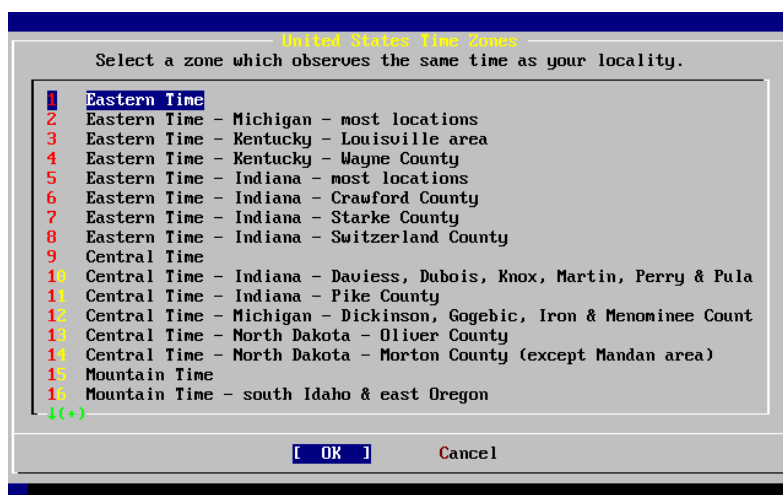 United States Time Zones
Select a zone which observes the same time as your locality.
1 Eastern Time
2 Eastern Time - Michigan - most locations
3 Eastern Time - Kentucky - Louisville area
4 Eastern Time - Kentucky - Wayne County
5 Eastern Time - Indiana - most locations
6 Eastern Time - Indiana - Crawford County
7 Eastern Time - Indiana - Starke County
8 Eastern Time - Indiana - Switzerland County
9 Central Time
10 Central Time - Indiana - Daviess, Dubois, Knox, Martin, Perry & Pula
11 Central Time - Indiana - Pike County
12 Central Time - Michigan - Dickinson, Gogebic, Iron & Menominee Count
13 Central Time - North Dakota - Oliver County
14 Central Time - North Dakota - Morton County (except Mandan area)
15 Mountain Time
16 Mountain Time - south Idaho & east Oregon
↓(+)
[ OK ] Cancel